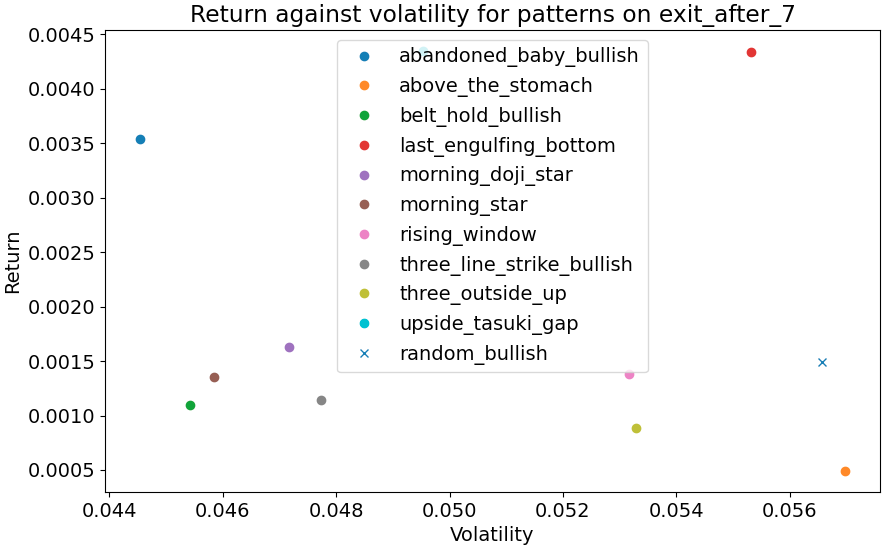 Return against volatility for patterns on exit_after_7
0.0045
0.0040
0.0035
0.0030
0.0025
0.0020
0.0015
0.0010
0.0005
Return
abandoned_baby_bullish
above_the_stomach
belt_hold_bullish
last_engulfing_bottom
morning_doji_star
morning_star
rising_window
three_line_strike_bullish
three_outside_up
upside_tasuki_gap
random_bullish
0.044 0.046 0.048 0.050 0.052 0.054 0.056
Volatility